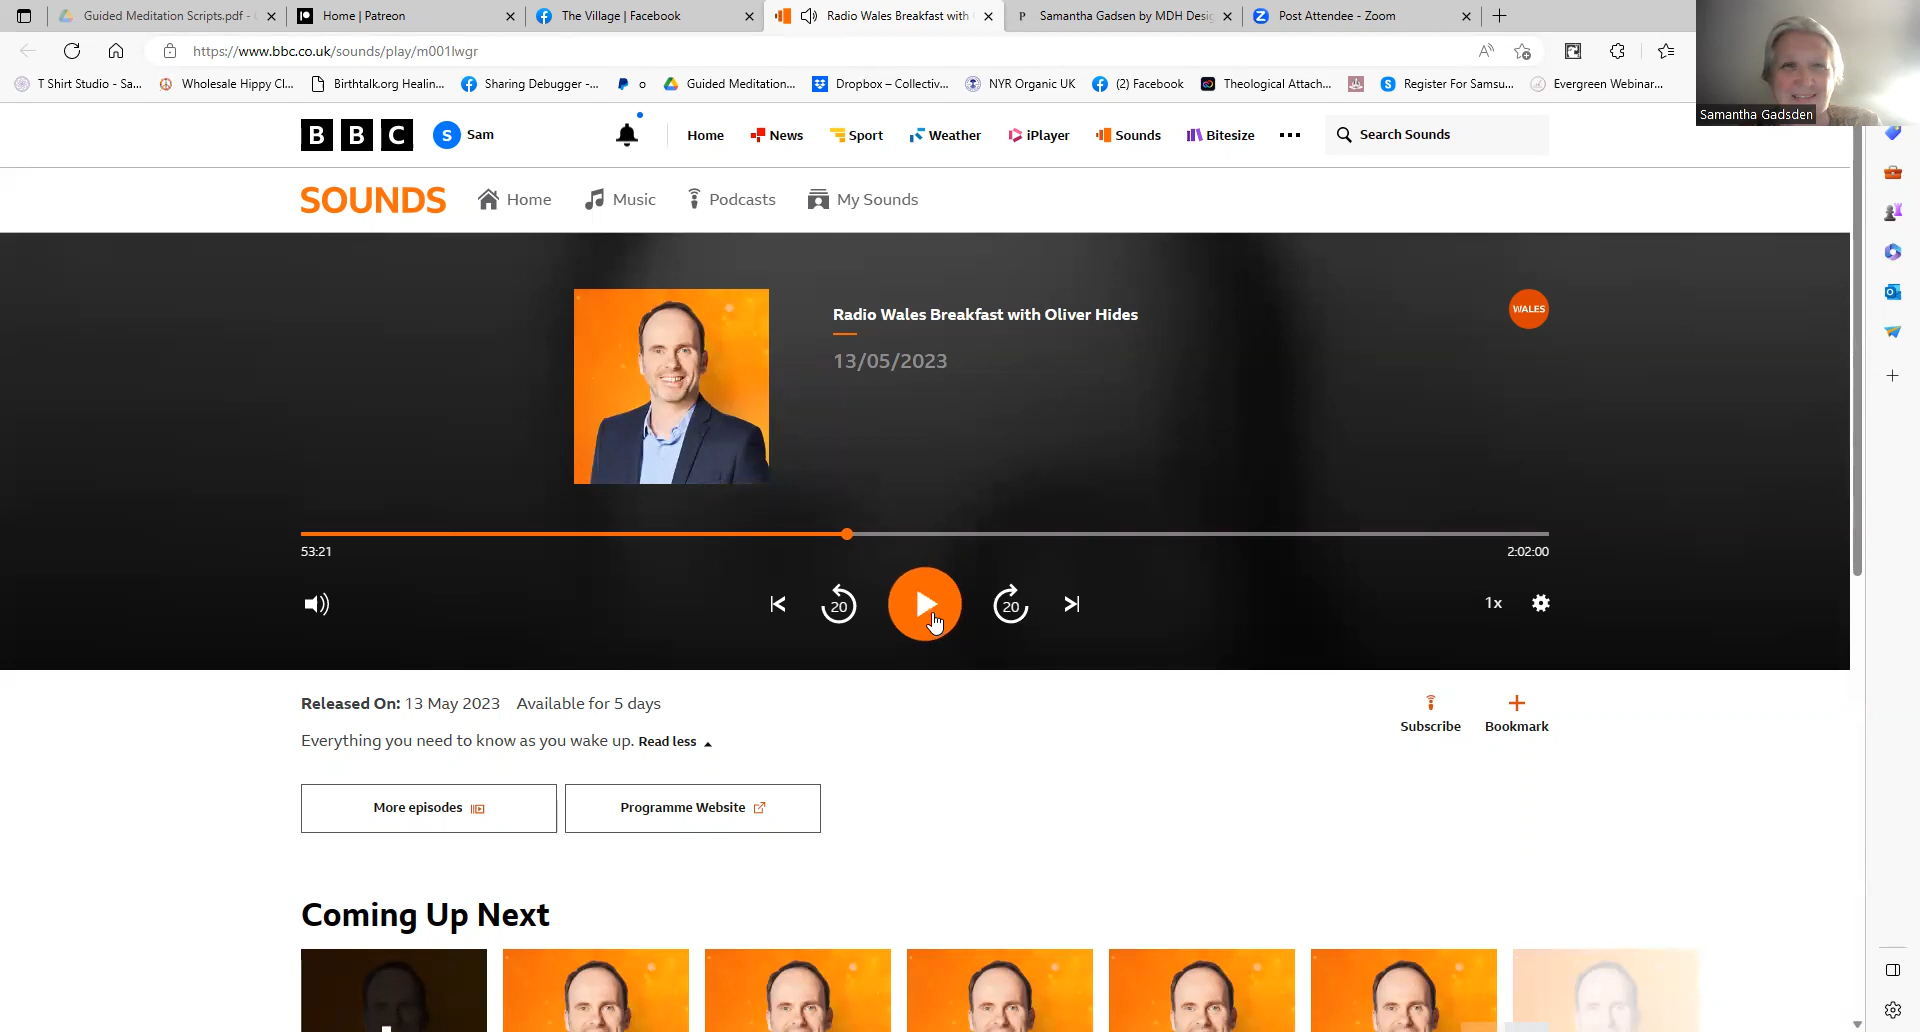 Guided Meditation Scripts.pdf -
Home | Patreon
The Village | Facebook
Radio Wales Breakfast with
Samantha Gadsen by MDH Desig
Post Attendee - Zoom
https://www.bbc.co.uk/sounds/play/m001lwgr
T Shirt Studio - Sa...
Wholesale Hippy Cl...
Birthtalk.org Healin...
Sharing Debugger -...
o
Guided Meditation...
Dropbox – Collectiv...
NYR Organic UK
(2) Facebook
Theological Attach...
Register For Samsu...
Evergreen Webinar...
Samantha Gadsden
BBC
S Sam
Home
News
Sport
Weather
iPlayer
Sounds
Bitesize
Search Sounds
SOUNDS
Home
Music
Podcasts
My Sounds
Radio Wales Breakfast with Oliver Hides
WALES
13/05/2023
53:21
2:02:00
20
20
1x
Released On: 13 May 2023 Available for 5 days
Subscribe
Bookmark
Everything you need to know as you wake up. Read less
More episodes
Programme Website
Coming Up Next